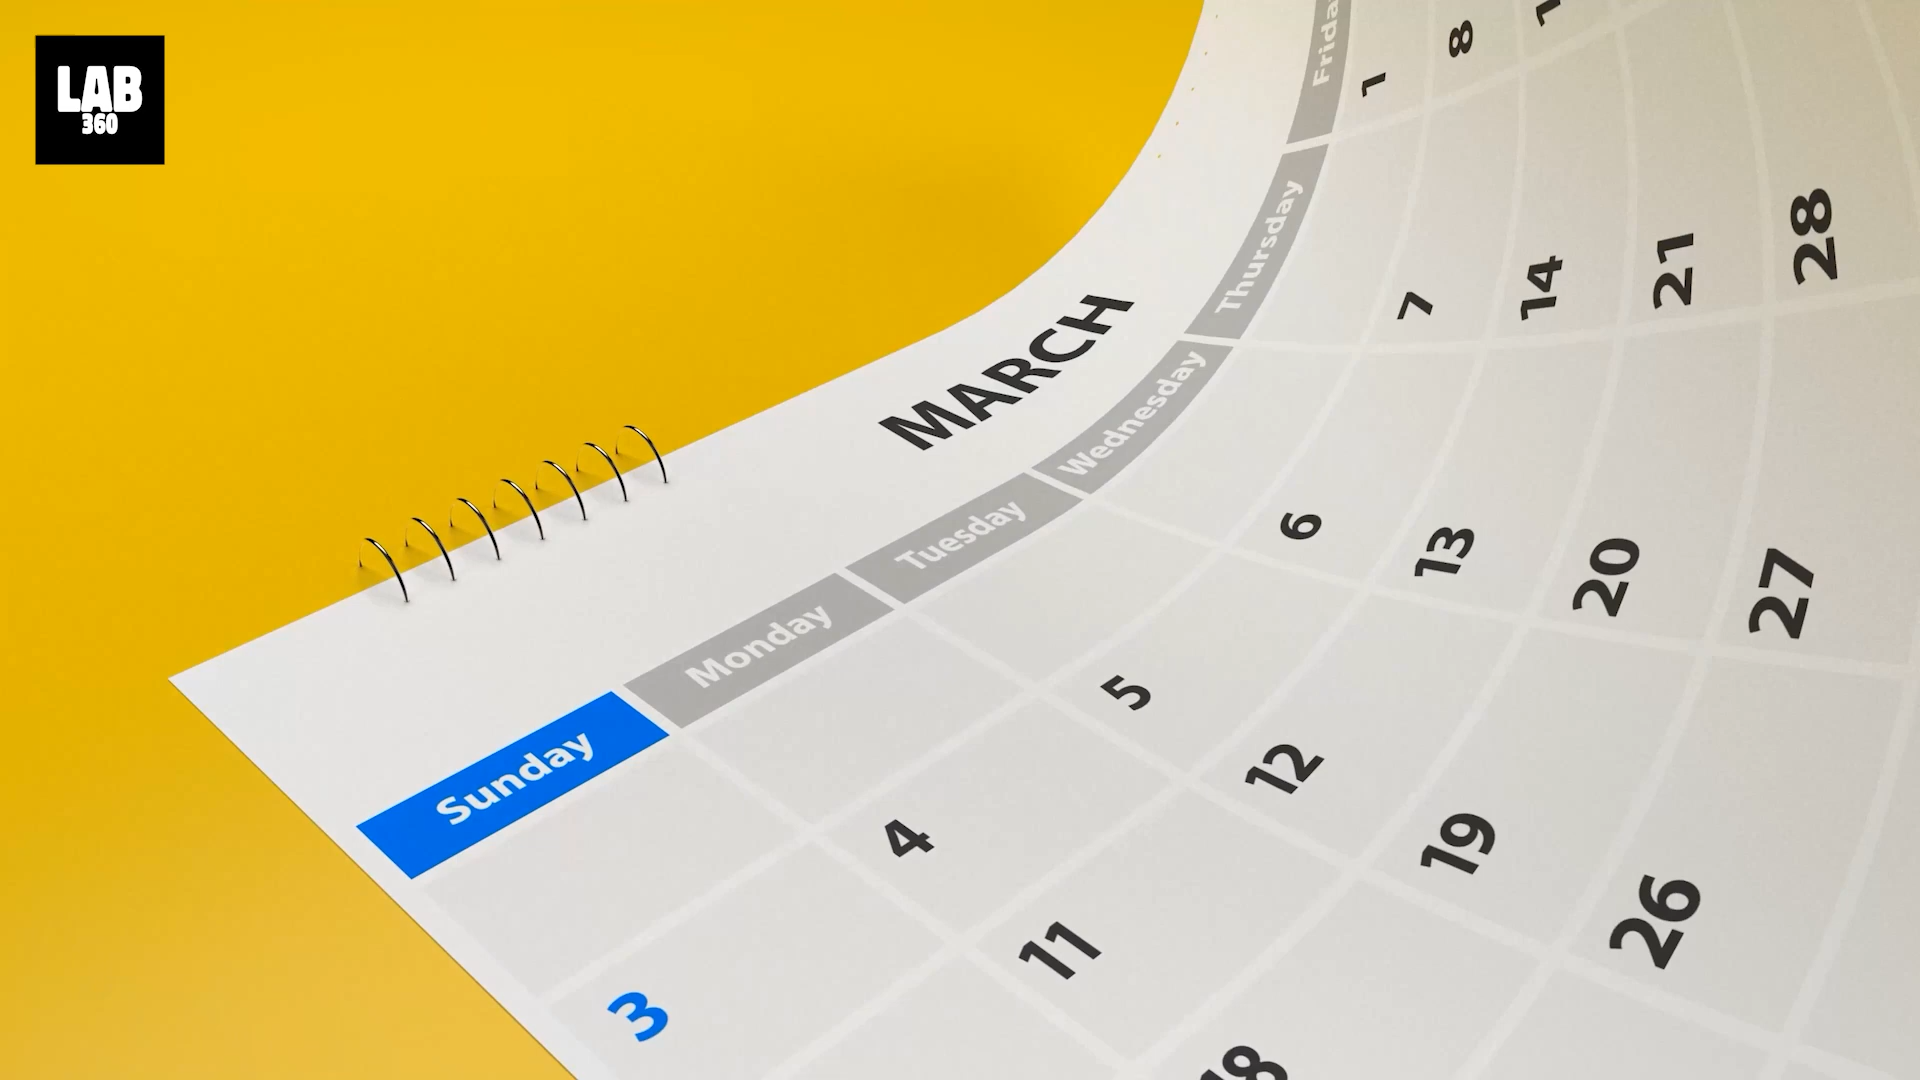 LAB
360
MARCH
Sunday
Monday
Tuesday
Wednesday
Thursday
1 8
7 14 21 28
6 13 20 27
5 12 19 26
4 11
3